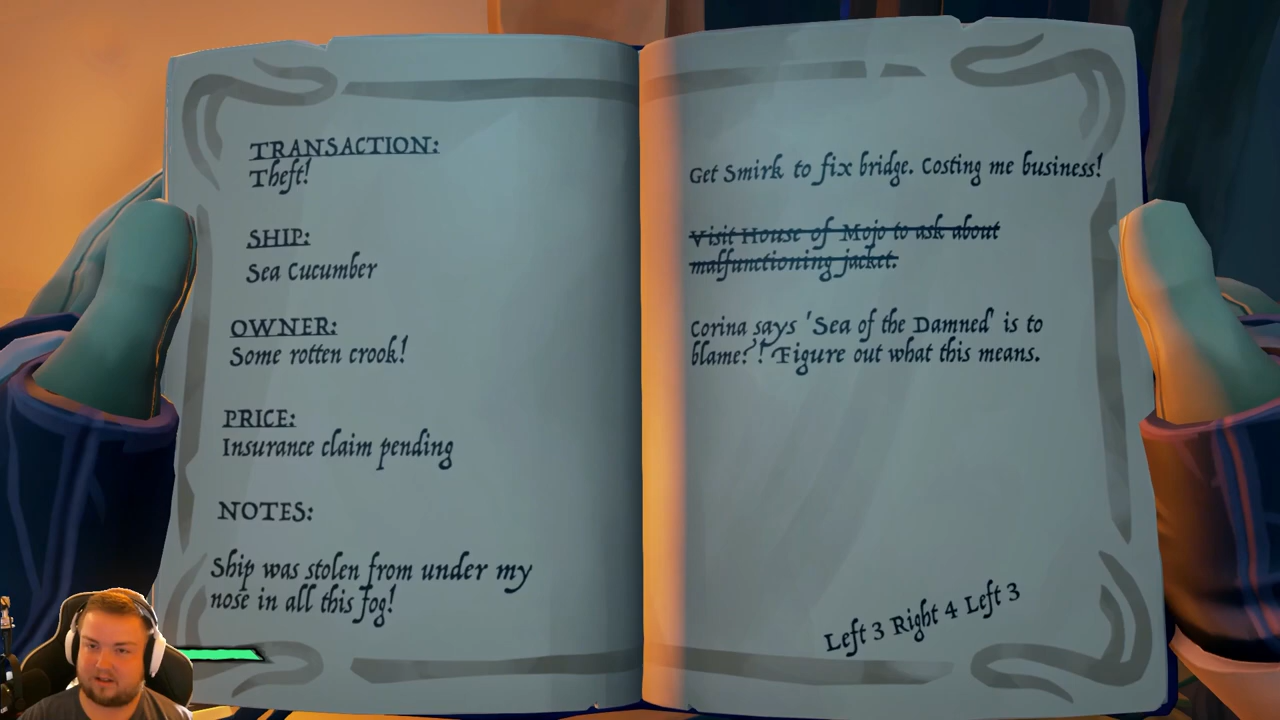 TRANSACTION:
Theft!
SHIP:
Sea Cucumber
OWNER:
Some rotten crook!
PRICE:
Insurance claim pending
NOTES:
Ship was stolen from under my
nose in all this fog!
Get Smirk to fix bridge. Costing me business!
Visit House of Mojo to ask about
malfunctioning jacket.
Corina says 'Sea of the Damned' is to
blame?! Figure out what this means.
Left 3 Right 4 Left 3